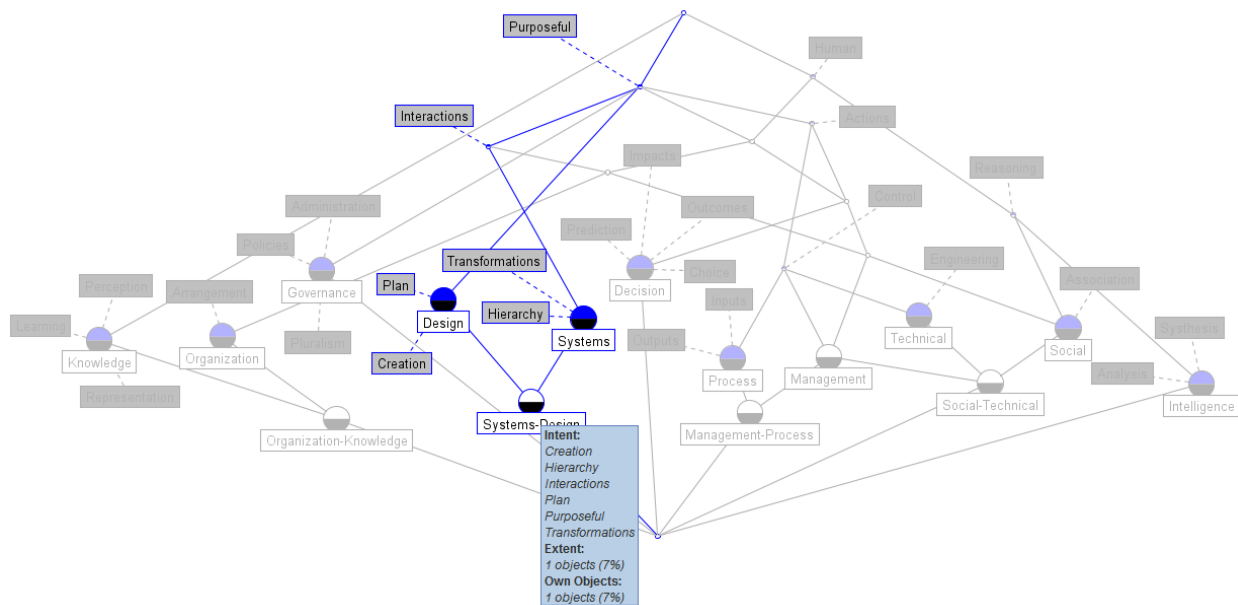 Purposeful
Human
Interactions
Actions
Impacts
Reasoning
Control
Administration
Outcomes
Prediction
Policies
Transformations
Engineering
Perception
Plan
Choice
Association
Arrangement
Governance
Decision
Inputs
Hierarchy
Learning
Design
Systems
Technical
Systhesis
Knowledge
Organization
Pluralism
Outputs
Social
Creation
Process
Management
Analysis
Representation
Systems-Design
Social-Technical
Intelligence
Organization-Knowledge
Management-Process
Intent:
Creation
Hierarchy
Interactions
Plan
Purposeful
Transformations
Extent:
1 objects (7%)
Own Objects:
1 objects (7%)